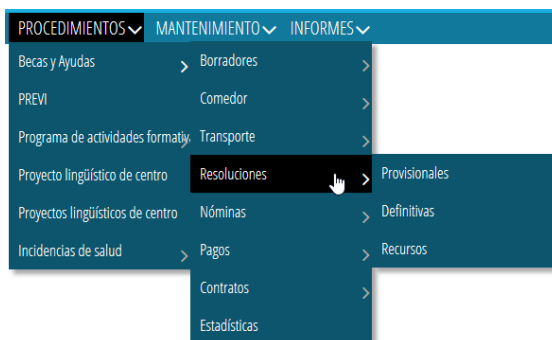 PROCEDIMIENTOS MANTENIMIENTO INFORMES
Becas y Ayudas
PREVI
Programa de actividades formativ
Proyecto lingüístico de centro
Proyectos lingüísticos de centro
Incidencias de salud
Borradores
Comedor
Transporte
Resoluciones
Nóminas
Pagos
Contratos
Estadísticas
Provisionales
Definitivas
Recursos